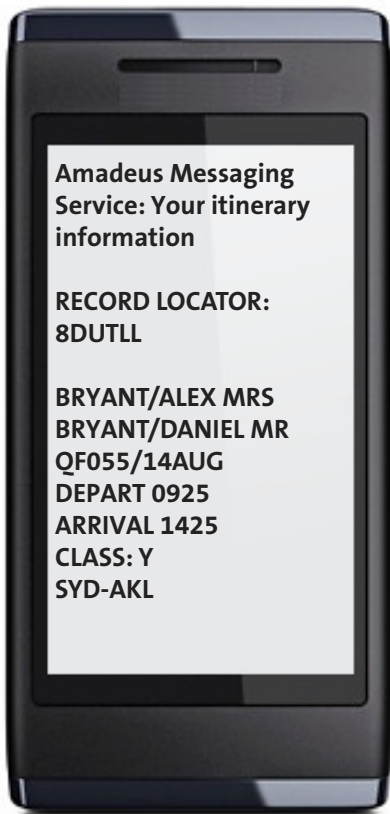 Amadeus Messaging
Service: Your itinerary
information
RECORD LOCATOR:
8DUTLL
BRYANT/ALEX MRS
BRYANT/DANIEL MR
QF055/14AUG
DEPART 0925
ARRIVAL 1425
CLASS: Y
SYD-AKL